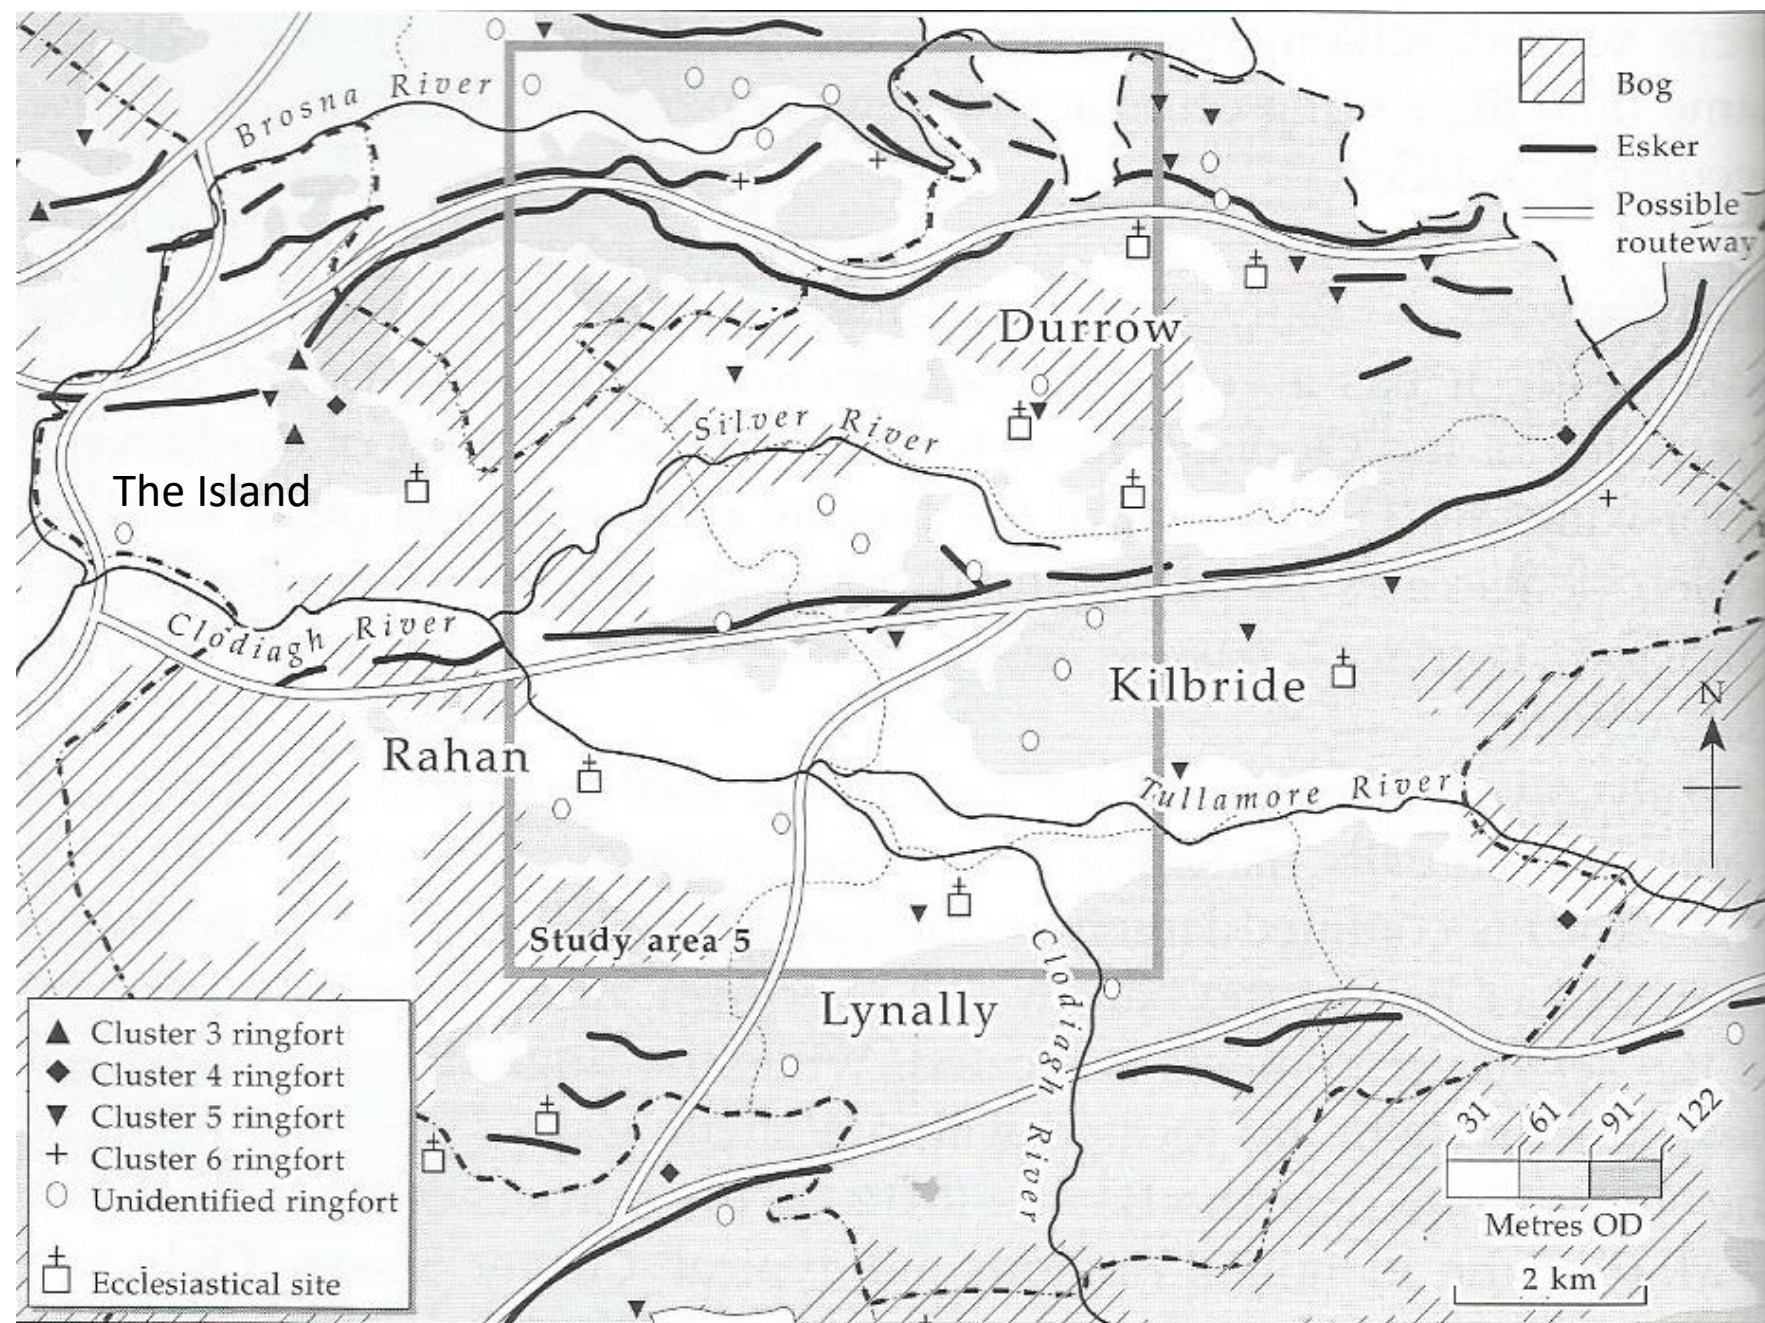 Brosna River
Bog
Esker
Possible
routeway
Durrow
Silver River
The Island
Clodiagh River
Kilbride
N
Rahan
Tullamore River
Study area 5
Clodiagh River
Lynally
Cluster 3 ringfort
Cluster 4 ringfort
Cluster 5 ringfort
Cluster 6 ringfort
Unidentified ringfort
Ecclesiastical site
31 61 91 122
Metres OD
2 km